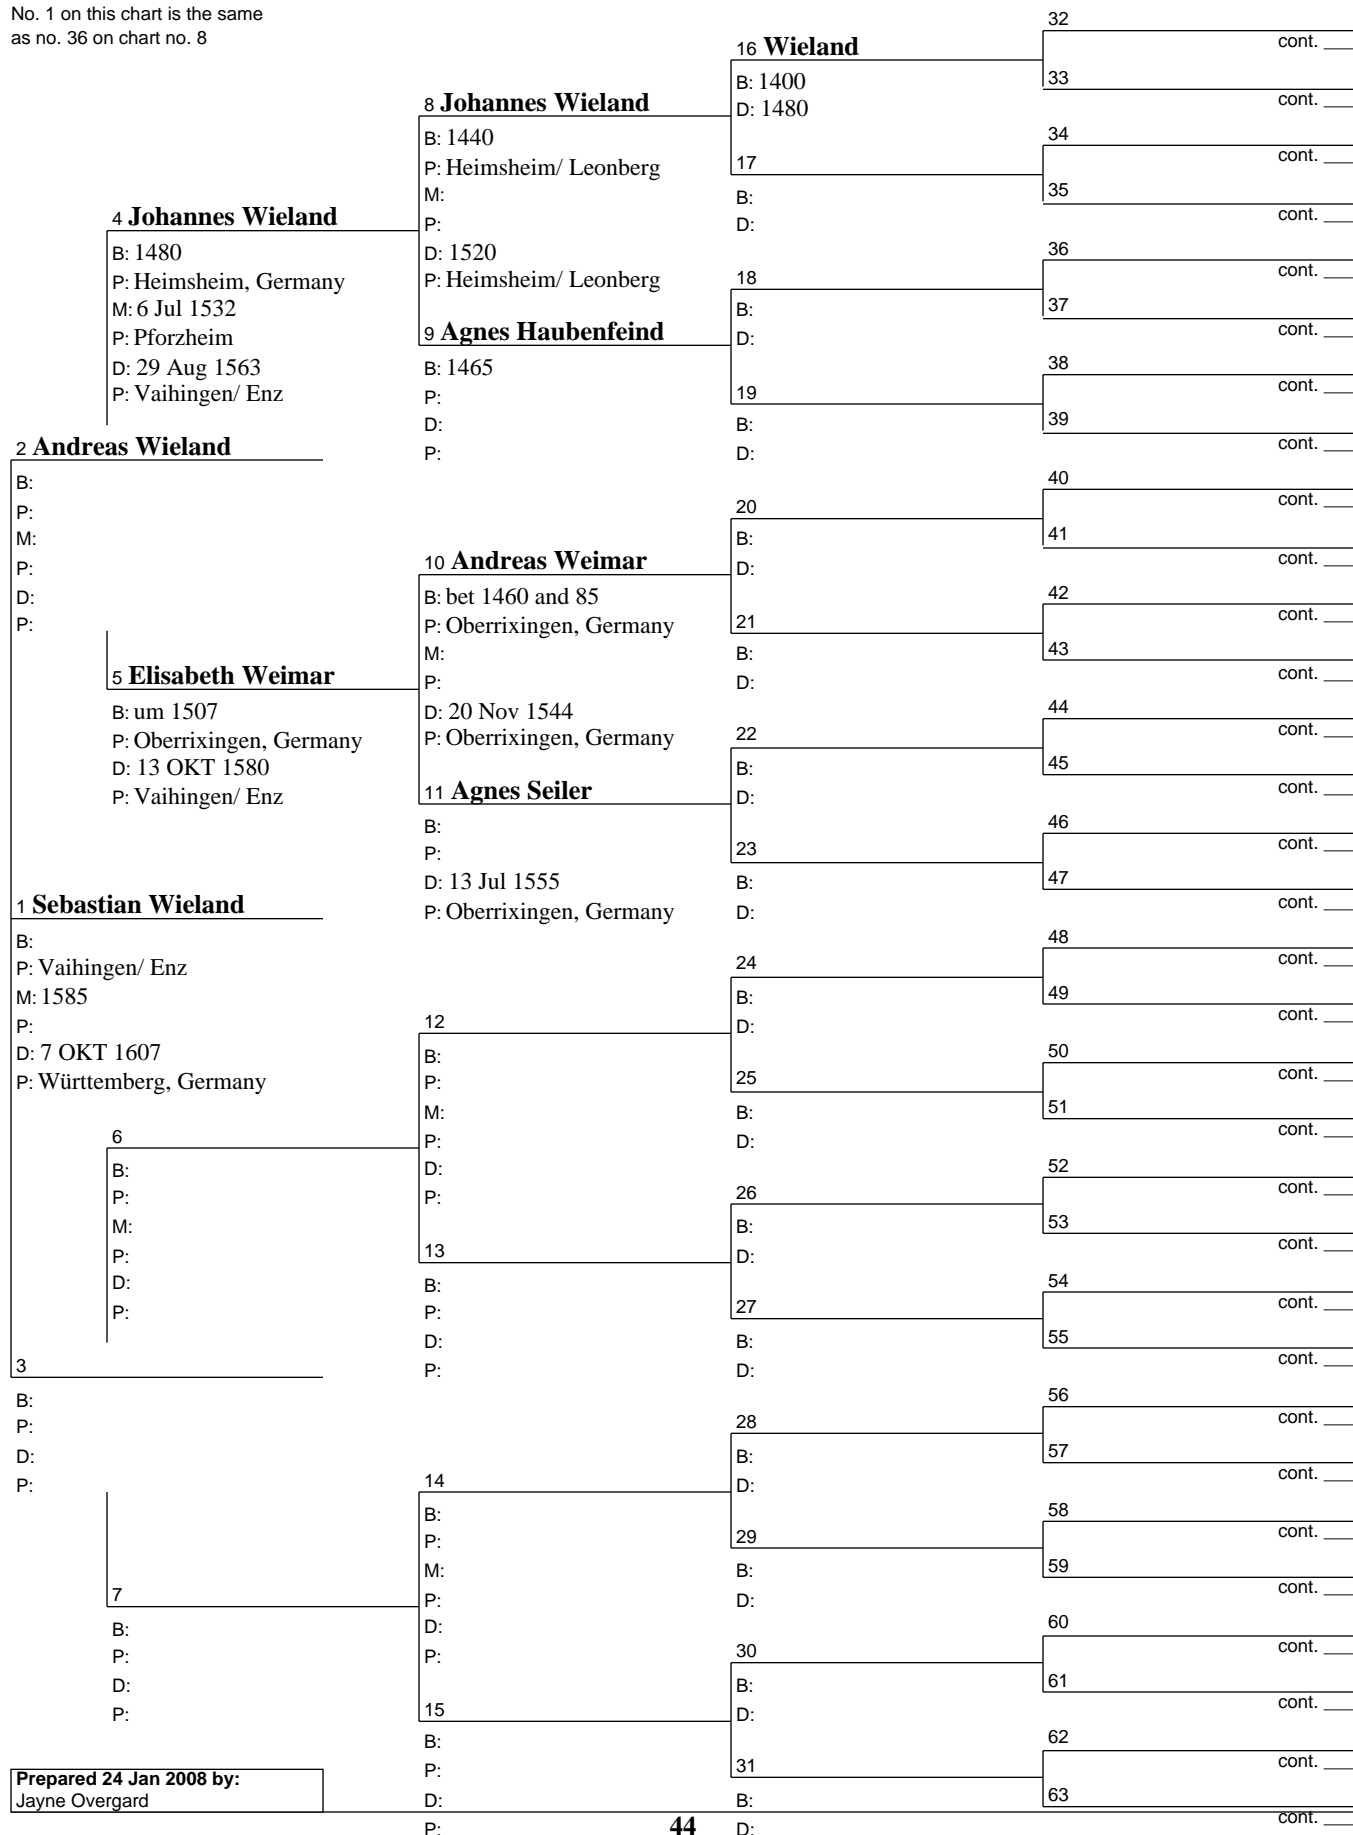 No. 1 on this chart is the same
as no. 36 on chart no. 8
2 Andreas Wieland
B:
P:
M:
P:
D:
P:
1 Sebastian Wieland
B:
P: Vaihingen/ Enz
M: 1585
P:
D: 7 OKT 1607
P: Württemberg, Germany
3
B:
P:
D:
P:
4 Johannes Wieland
B: 1480
P: Heimsheim, Germany
M: 6 Jul 1532
P: Pforzheim
D: 29 Aug 1563
P: Vaihingen/ Enz
5 Elisabeth Weimar
B: um 1507
P: Oberrixingen, Germany
D: 13 OKT 1580
P: Vaihingen/ Enz
6
B:
P:
M:
P:
D:
P:
7
B:
P:
D:
P:
8 Johannes Wieland
B: 1440
P: Heimsheim/ Leonberg
M:
P:
D: 1520
P: Heimsheim/ Leonberg
9 Agnes Haubenfeind
B: 1465
P:
D:
P:
10 Andreas Weimar
B: bet 1460 and 85
P: Oberrixingen, Germany
M:
P:
D: 20 Nov 1544
P: Oberrixingen, Germany
11 Agnes Seiler
B:
P:
D: 13 Jul 1555
P: Oberrixingen, Germany
12
B:
P:
M:
P:
D:
P:
13
B:
P:
D:
P:
14
B:
P:
M:
P:
D:
P:
15
B:
P:
D:
P:
16 Wieland
B: 1400
D: 1480
17
B:
D:
18
B:
D:
19
B:
D:
20
B:
D:
21
B:
D:
22
B:
D:
23
B:
D:
24
B:
D:
25
B:
D:
26
B:
D:
27
B:
D:
28
B:
D:
29
B:
D:
30
B:
D:
31
B:
D:
32
cont. ___
33
cont. ___
34
cont. ___
35
cont. ___
36
cont. ___
37
cont. ___
38
cont. ___
39
cont. ___
40
cont. ___
41
cont. ___
42
cont. ___
43
cont. ___
44
cont. ___
45
cont. ___
46
cont. ___
47
cont. ___
48
cont. ___
49
cont. ___
50
cont. ___
51
cont. ___
52
cont. ___
53
cont. ___
54
cont. ___
55
cont. ___
56
cont. ___
57
cont. ___
58
cont. ___
59
cont. ___
60
cont. ___
61
cont. ___
62
cont. ___
63
cont. ___
Prepared 24 Jan 2008 by:
Jayne Overgard
44